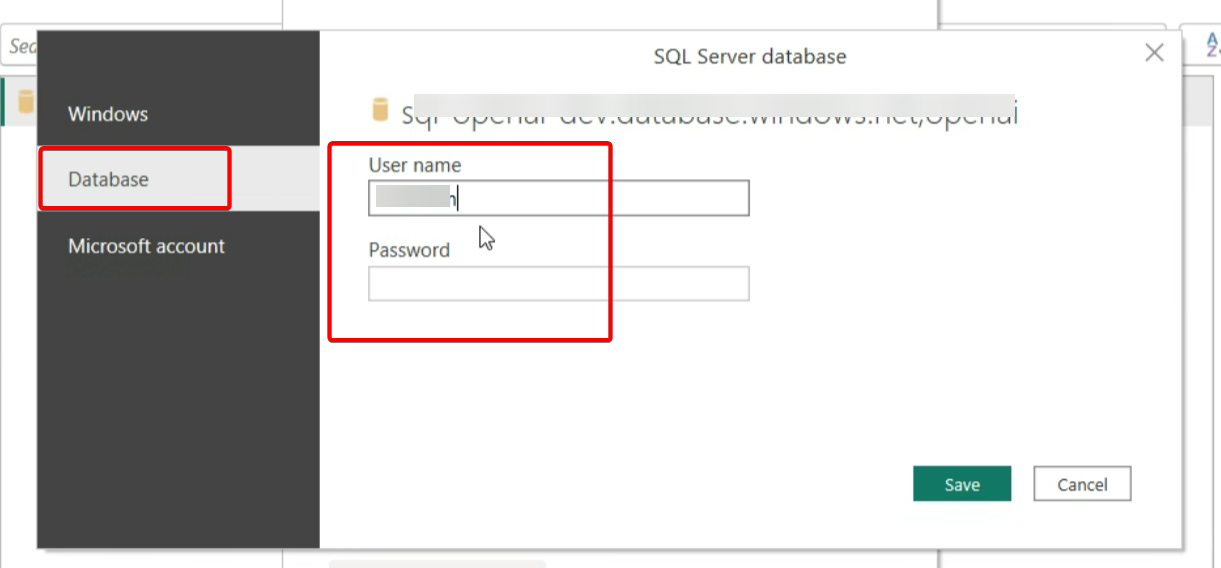 Sea
SQL Server database
Windows
sql-openai-dev.database.windows.net;openai
User name
Database
n
Microsoft account
Password
Save
Cancel